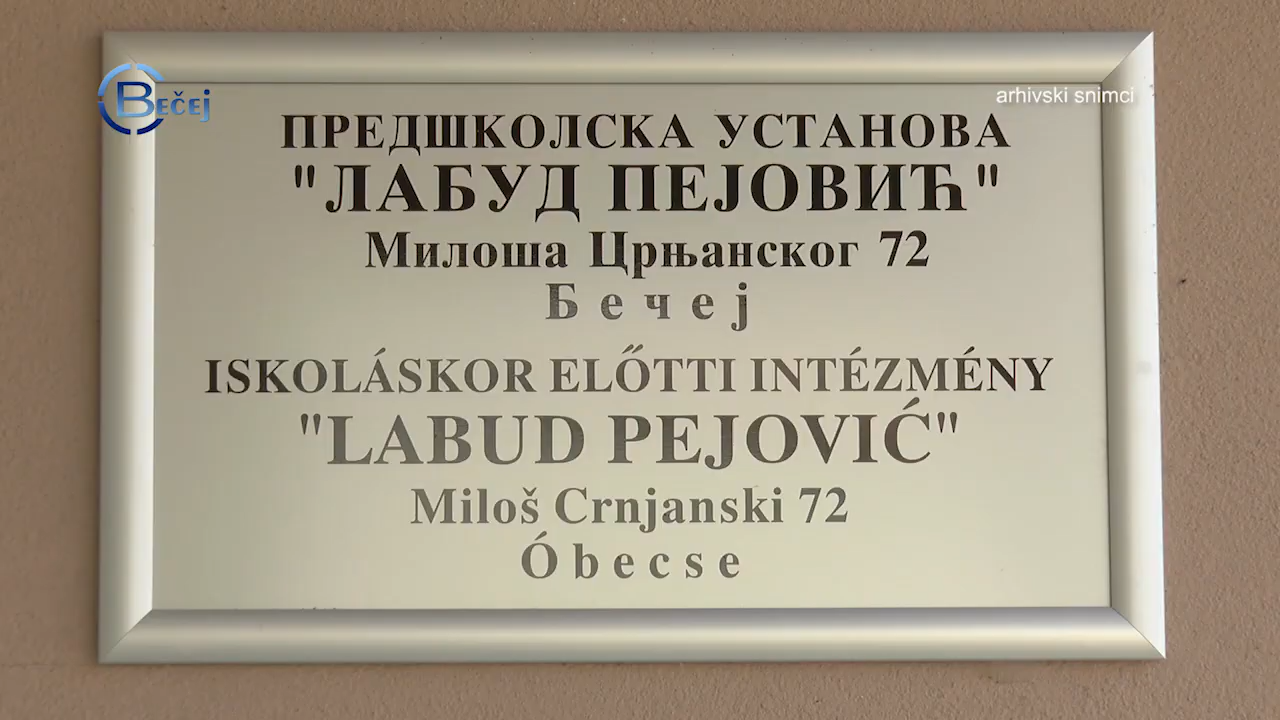 Bečej
arhivski snimci
ПРЕДШКОЛСКА УСТАНОВА
"ЛАБУД ПЕЈОВИЋ"
Милоша Црњанског 72
Бечеј
ISKOLÁSKOR ELŐTTI INTÉZMÉNY
"LABUD PEJOVIĆ"
Miloš Crnjanski 72
Óbecse